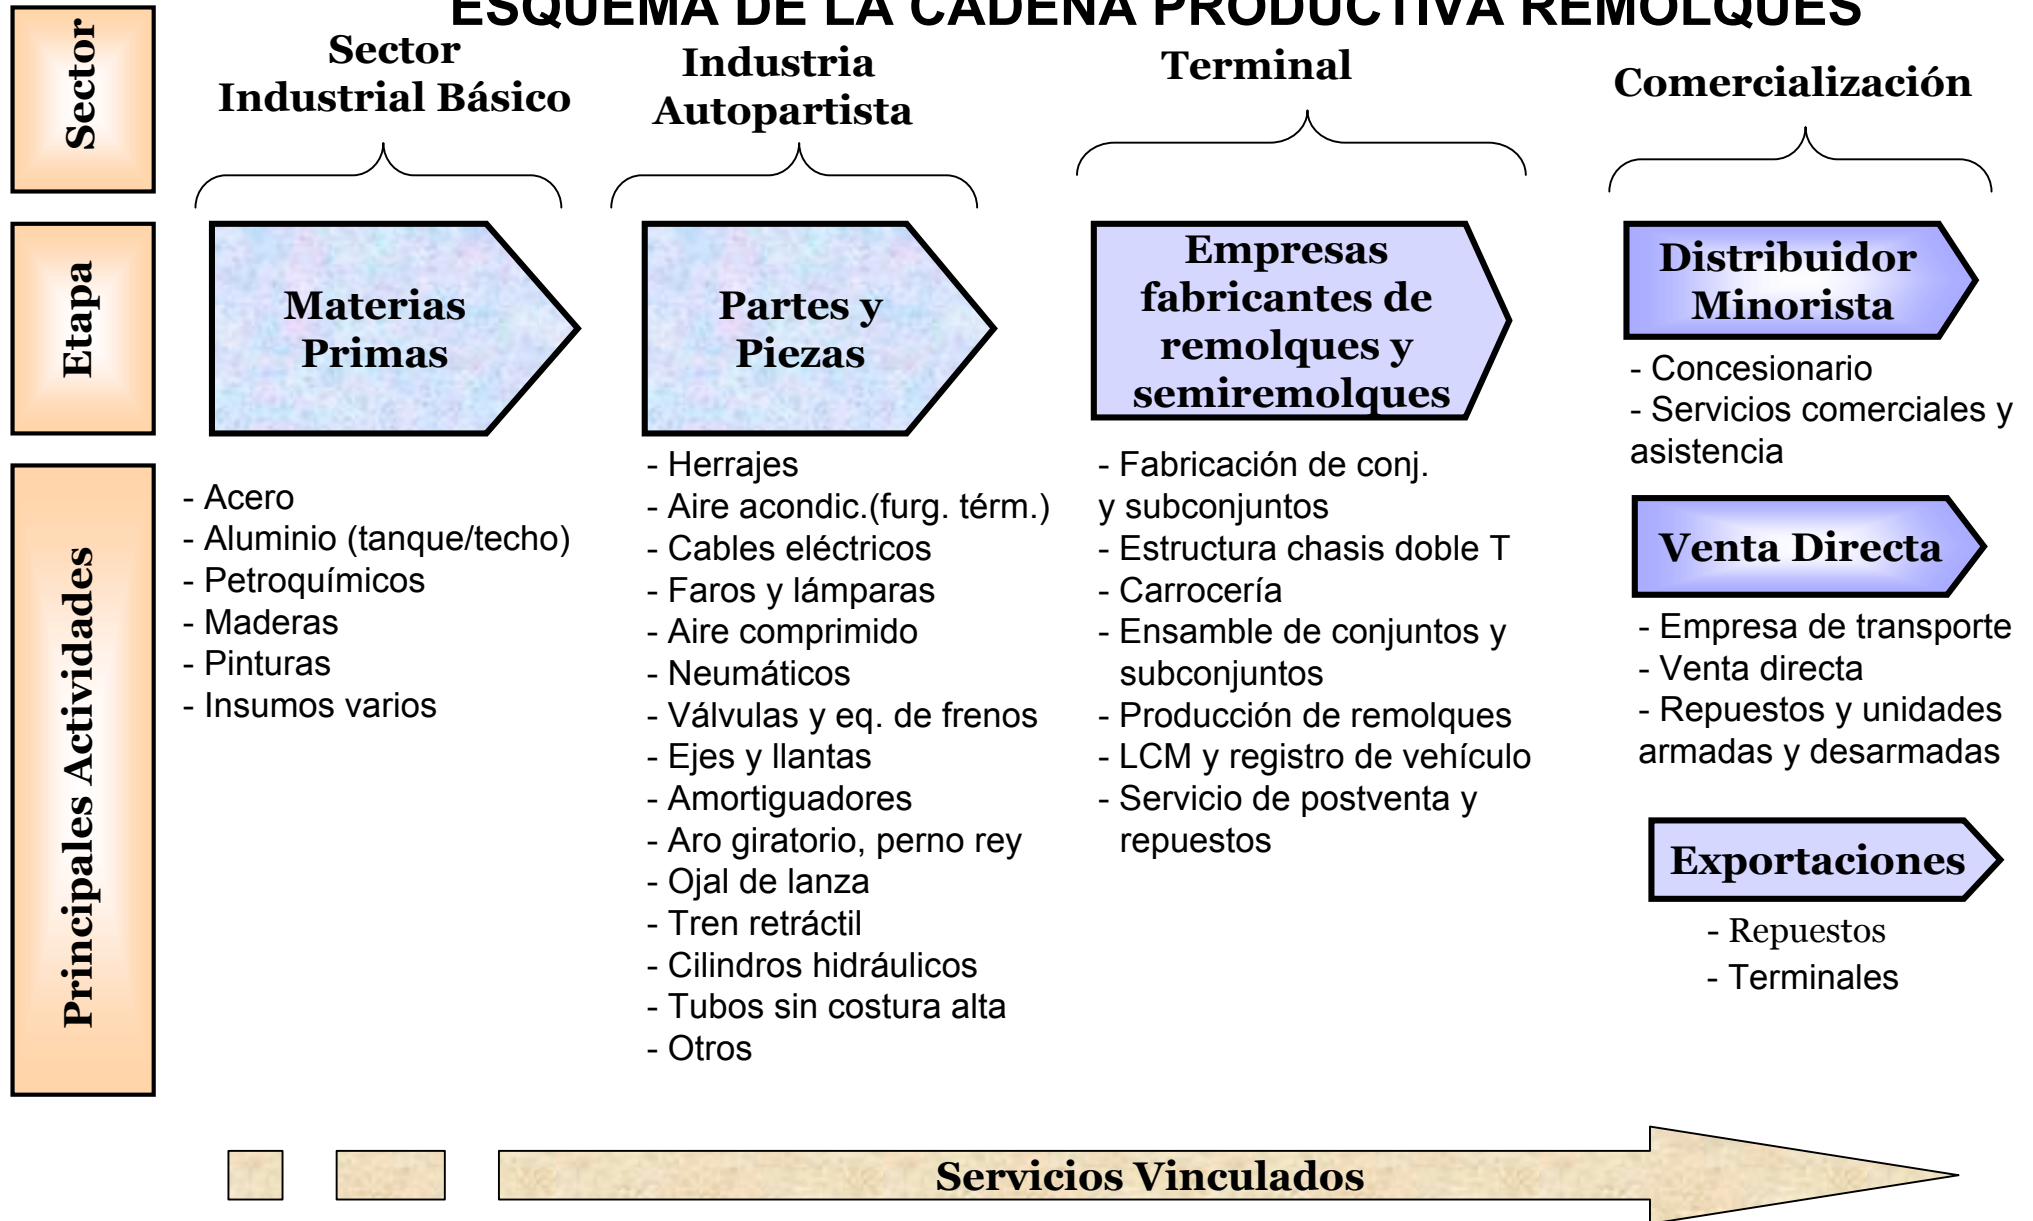 ESQUEMA DE LA CADENA PRODUCTIVA REMOLQUES
Sector
Sector
Industrial Básico
Industria
Autopartista
Terminal
Comercialización
Etapa
Materias
Primas
Partes y
Piezas
Empresas
fabricantes de
remolques y
semiremolques
Distribuidor
Minorista
- Concesionario
- Servicios comerciales y
asistencia
Venta Directa
- Empresa de transporte
- Venta directa
- Repuestos y unidades
armadas y desarmadas
Exportaciones
- Repuestos
- Terminales
Principales Actividades
- Acero
- Aluminio (tanque/techo)
- Petroquímicos
- Maderas
- Pinturas
- Insumos varios
- Herrajes
- Aire acondic.(furg. térm.)
- Cables eléctricos
- Faros y lámparas
- Aire comprimido
- Neumáticos
- Válvulas y eq. de frenos
- Ejes y llantas
- Amortiguadores
- Aro giratorio, perno rey
- Ojal de lanza
- Tren retráctil
- Cilindros hidráulicos
- Tubos sin costura alta
- Otros
- Fabricación de conj.
y subconjuntos
- Estructura chasis doble T
- Carrocería
- Ensamble de conjuntos y
subconjuntos
- Producción de remolques
- LCM y registro de vehículo
- Servicio de postventa y
repuestos
Servicios Vinculados